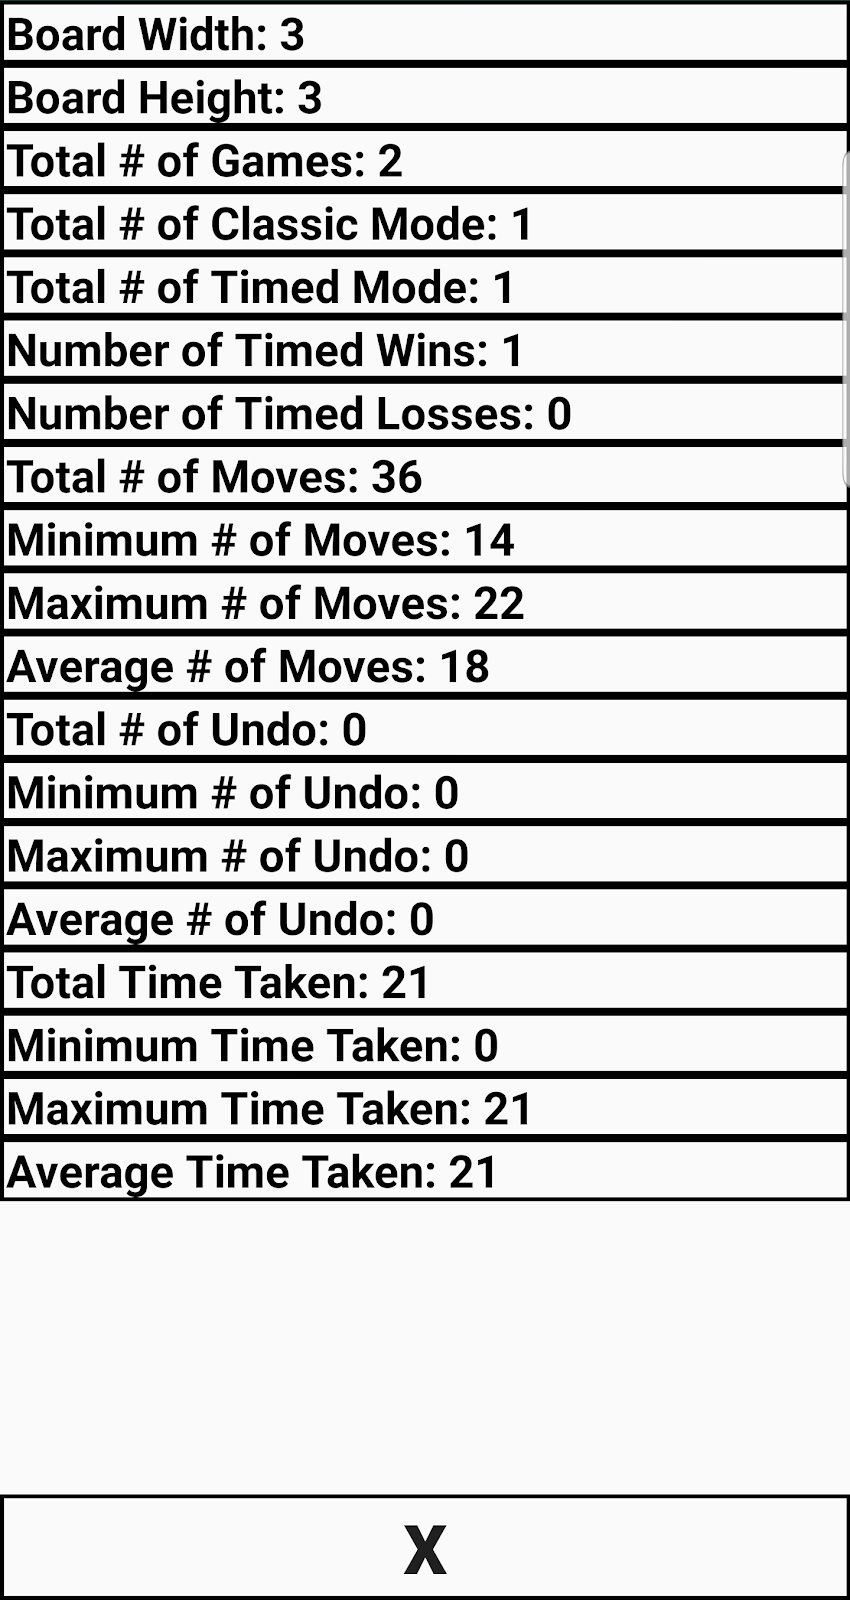 Board Width: 3
Board Height: 3
Total # of Games: 2
Total # of Classic Mode: 1
Total # of Timed Mode: 1
Number of Timed Wins: 1
Number of Timed Losses: 0
Total # of Moves: 36
Minimum # of Moves: 14
Maximum # of Moves: 22
Average # of Moves: 18
Total # of Undo: 0
Minimum # of Undo: 0
Maximum # of Undo: 0
Average # of Undo: 0
Total Time Taken: 21
Minimum Time Taken: 0
Maximum Time Taken: 21
Average Time Taken: 21
X